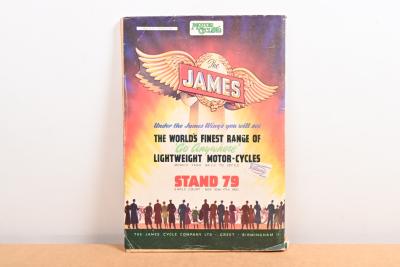 MOTOR
CYCLING
The
JAMES
Under the James Wings you will see
THE WORLD'S FINEST RANGE OF
Go Anywhere
LIGHTWEIGHT MOTOR-CYCLES
STAND 79
THE JAMES CYCLE COMPANY LTD · GREET · BIRMINGHAM 11